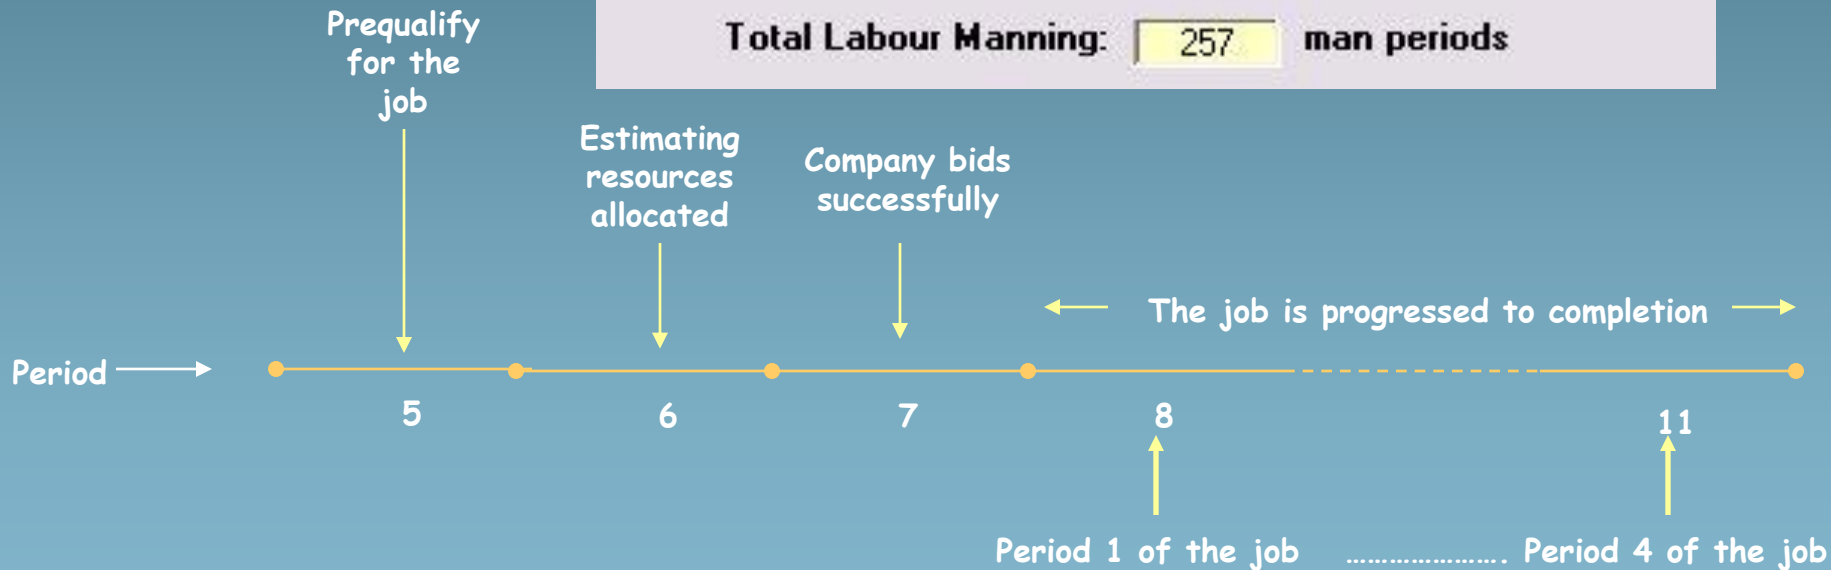 Prequalify
for the
job
Total Labour Manning: 257 man periods
Estimating
resources
allocated
Company bids
successfully
The job is progressed to completion
Period
5 6 7 8 11
Period 1 of the job ...................... Period 4 of the job